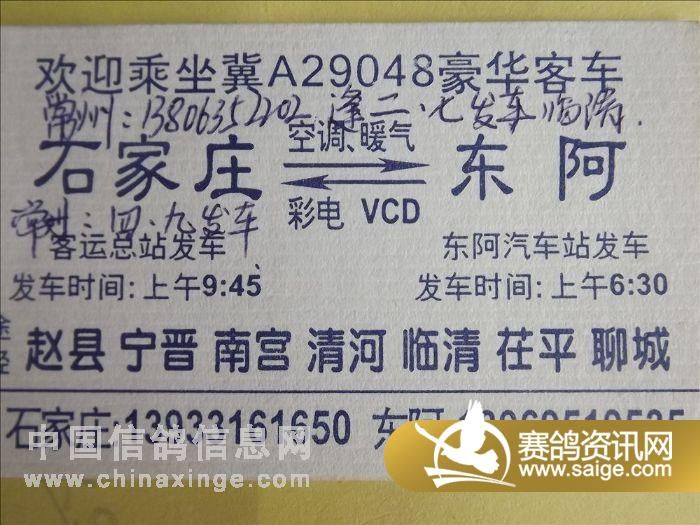 欢迎乘坐冀A29048豪华客车
常州:13806352202 逢二、七发车临清.
空调、暖气
石家庄 东阿
彩电 VCD
常州:四、九发车
客运总站发车 东阿汽车站发车
发车时间:上午9:45 发车时间:上午6:30
途经 赵县 宁晋 南宫 清河 临清 茌平 聊城
石家庄:13933161650 东阿
中国信鸽信息网
www.chinaxinge.com
赛鸽资讯网
www.saige.com